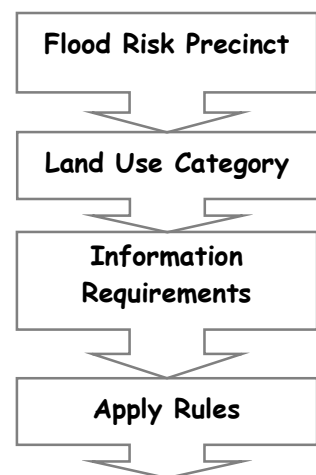 Flood Risk Precinct
Land Use Category
Information
Requirements
Apply Rules